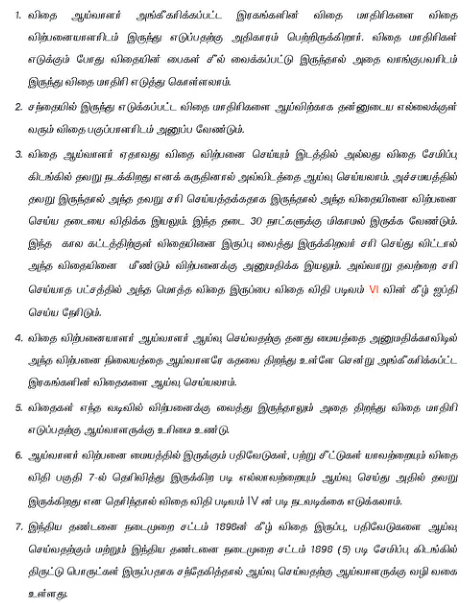 1. விதை ஆய்வாளர் அங்கீகரிக்கப்பட்ட இரகங்களின் விதை மாதிரிகளை விதை
விற்பனையாளரிடம் இருந்து எடுப்பதற்கு அதிகாரம் பெற்றிருக்கிறார். விதை மாதிரிகள்
எடுக்கும் போது விதையின் பைகள் சீல் வைக்கப்பட்டு இருந்தால் அதை வாங்குபவரிடம்
இருந்து விதை மாதிரி எடுத்து கொள்ளலாம்.
2. சந்தையில் இருந்து எடுக்கப்பட்ட விதை மாதிரிகளை ஆய்விற்காக தன்னுடைய எல்லைக்குள்
வரும் விதை பகுப்பாளரிடம் அனுப்ப வேண்டும்.
3. விதை ஆய்வாளர் ஏதாவது விதை விற்பனை செய்யும் இடத்தில் அல்லது விதை சேமிப்பு
கிடங்கில் தவறு நடக்கிறது எனக் கருதினால் அவ்விடத்தை ஆய்வு செய்யலாம். அச்சமயத்தில்
தவறு இருந்தால் அந்த தவறு சரி செய்யத்தக்கதாக இருந்தால் அந்த விதையினை விற்பனை
செய்ய தடையை விதிக்க இயலும். இந்த தடை 30 நாட்களுக்கு மிகாமல் இருக்க வேண்டும்.
இந்த கால கட்டத்திற்குள் விதையினை இருப்பு வைத்து இருக்கிறவர் சரி செய்து விட்டால்
அந்த விதையினை மீண்டும் விற்பனைக்கு அனுமதிக்க இயலும். அவ்வாறு தவற்றை சரி
செய்யாத பட்சத்தில் அந்த மொத்த விதை இருப்பை விதை விதி படிவம் VI வின் கீழ் ஐப்தி
செய்ய நேரிடும்.
4. விதை விற்பனையாளர் ஆய்வாளர் ஆய்வு செய்வதற்கு தனது மையத்தை அனுமதிக்காவிடில்
அந்த விற்பனை நிலையத்தை ஆய்வாளரே கதவை திறந்து உள்ளே சென்று அங்கீகரிக்கப்பட்ட
இரகங்களின் விதைகளை ஆய்வு செய்யலாம்.
5. விதைகள் எந்த வடிவில் விற்பனைக்கு வைத்து இருந்தாலும் அதை திறந்து விதை மாதிரி
எடுப்பதற்கு ஆய்வாளருக்கு உரிமை உண்டு.
6. ஆய்வாளர் விற்பனை மையத்தில் இருக்கும் பதிவேடுகள், பற்று சீட்டுகள் யாவற்றையும் விதை
விதி பகுதி 7-ல் தெரிவித்து இருக்கிற படி எல்லாவற்றையும் ஆய்வு செய்து அதில் தவறு
இருக்கிறது என தெரிந்தால் விதை விதி படிவம் IV ன் படி நடவடிக்கை எடுக்கலாம்.
7. இந்திய தண்டனை நடைமுறை சட்டம் 1898ன் கீழ் விதை இருப்பு, பதிவேடுகளை ஆய்வு
செய்வதற்கும் மற்றும் இந்திய தண்டனை நடைமுறை சட்டம் 1898 (5) படி சேமிப்பு கிடங்கில்
திருட்டு பொருட்கள் இருப்பதாக சந்தேகித்தால் ஆய்வு செய்வதற்கு ஆய்வாளருக்கு வழி வகை
உள்ளது.